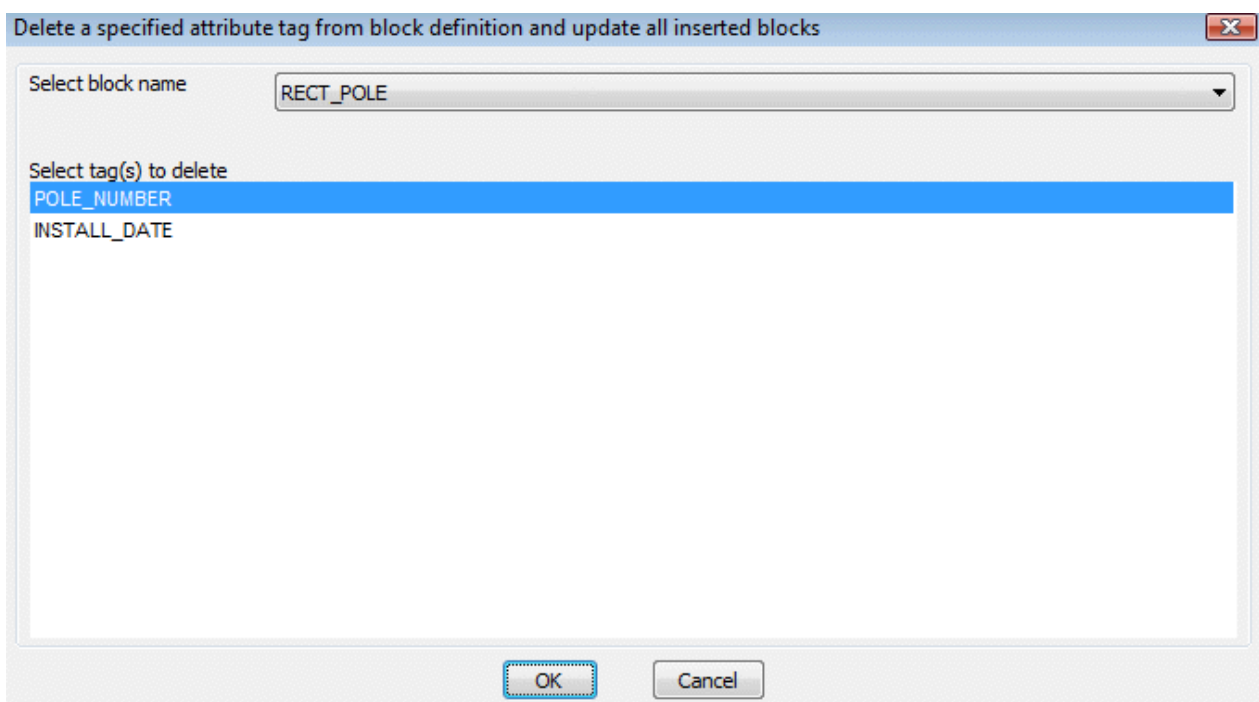 Delete a specified attribute tag from block definition and update all inserted blocks
Select block name
RECT_POLE
Select tag(s) to delete
POLE_NUMBER
INSTALL_DATE
OK
Cancel